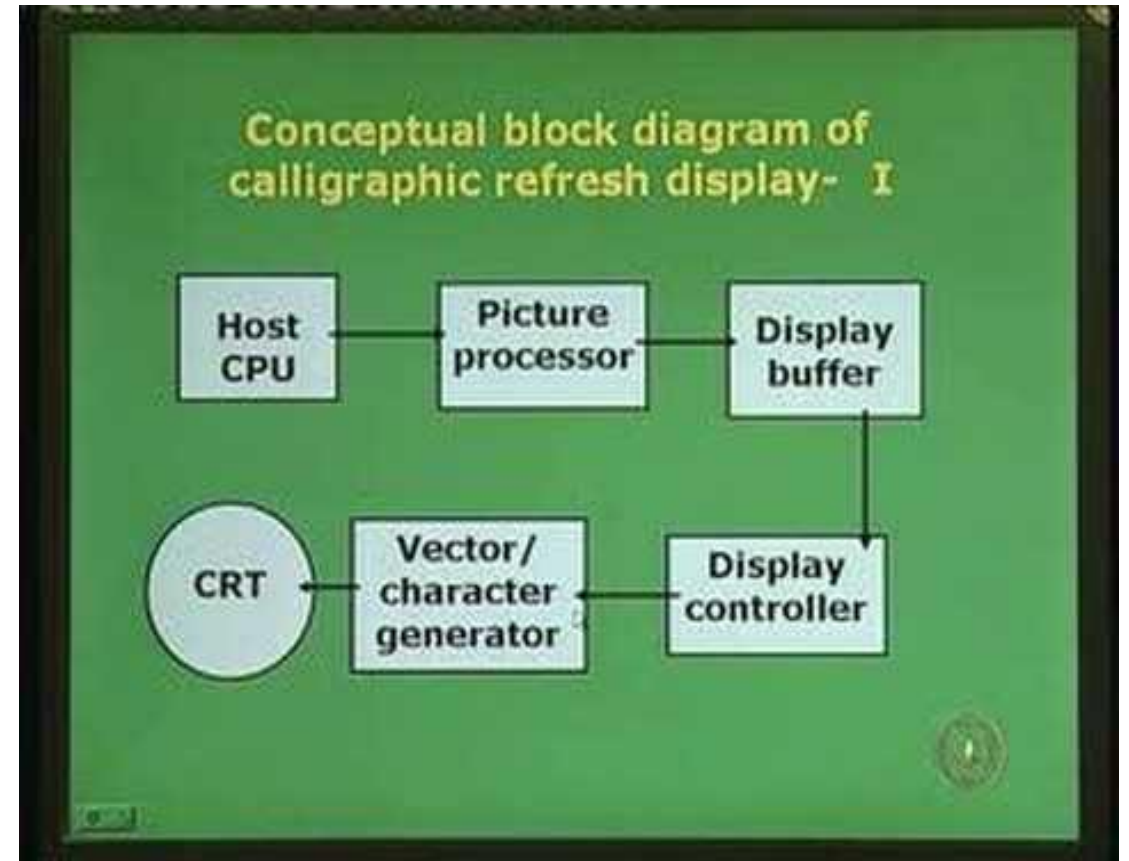 Conceptual block diagram of
calligraphic refresh display- I
Host
CPU
Picture
processor
Display
buffer
CRT
Vector/
character
generator
Display
controller